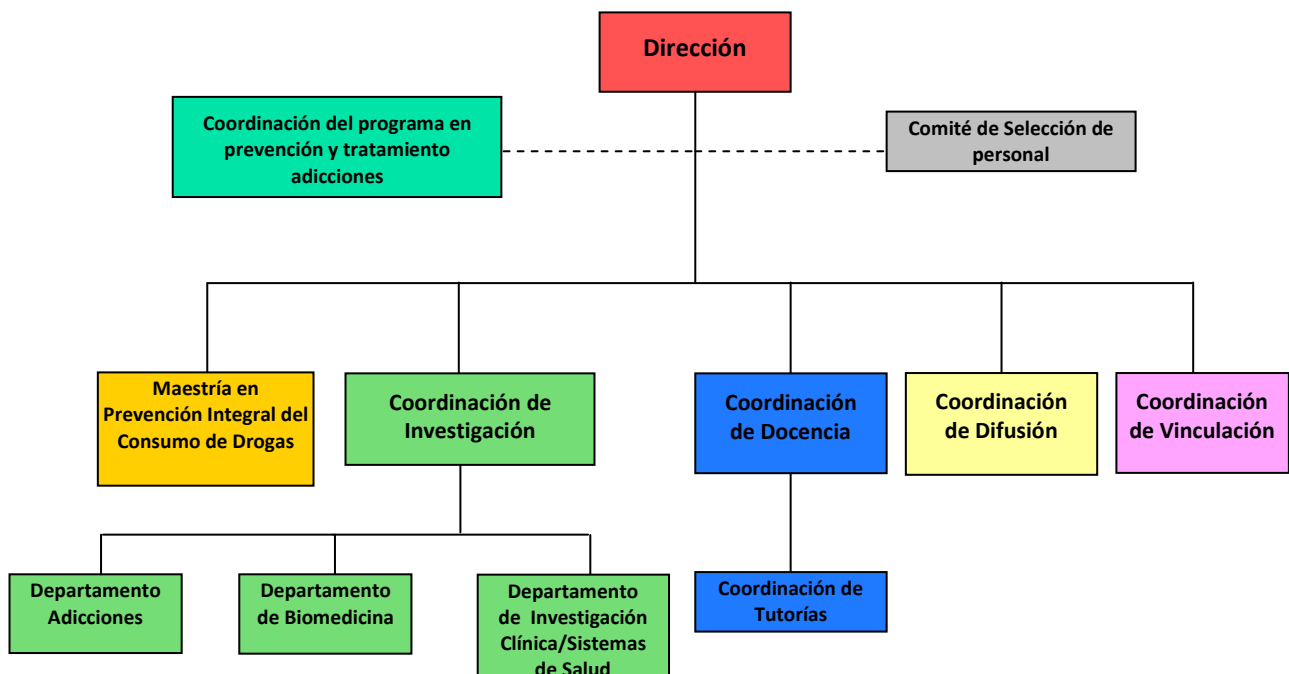 Dirección
Coordinación del programa en
prevención y tratamiento
adicciones
Comité de Selección de
personal
Maestría en
Prevención Integral del
Consumo de Drogas
Coordinación de
Investigación
Coordinación
de Docencia
Coordinación
de Difusión
Coordinación
de Vinculación
Departamento
Adicciones
Departamento
de Biomedicina
Departamento
de Investigación
Clínica/Sistemas
de Salud
Coordinación de
Tutorías